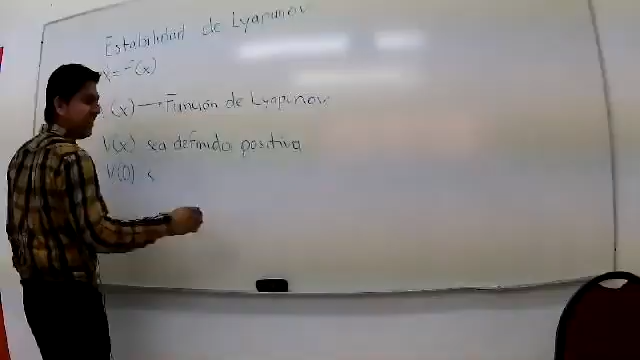 Estabilidad de Lyapunov
x = f(x)
(x) → Función de Lyapunov
V(x) sea definida positiva
V(0)